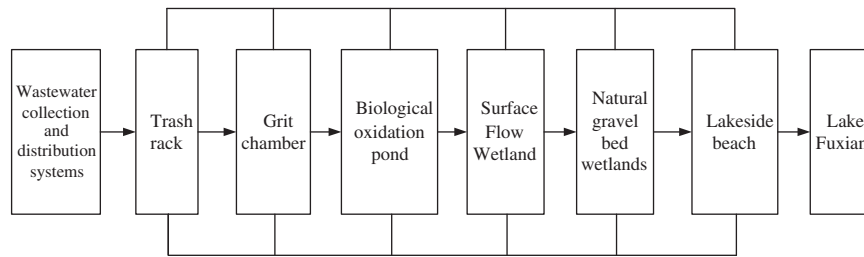 Wastewater
collection
and
distribution
systems
Trash
rack
Grit
chamber
Biological
oxidation
pond
Surface
Flow
Wetland
Natural
gravel
bed
wetlands
Lakeside
beach
Lake
Fuxian